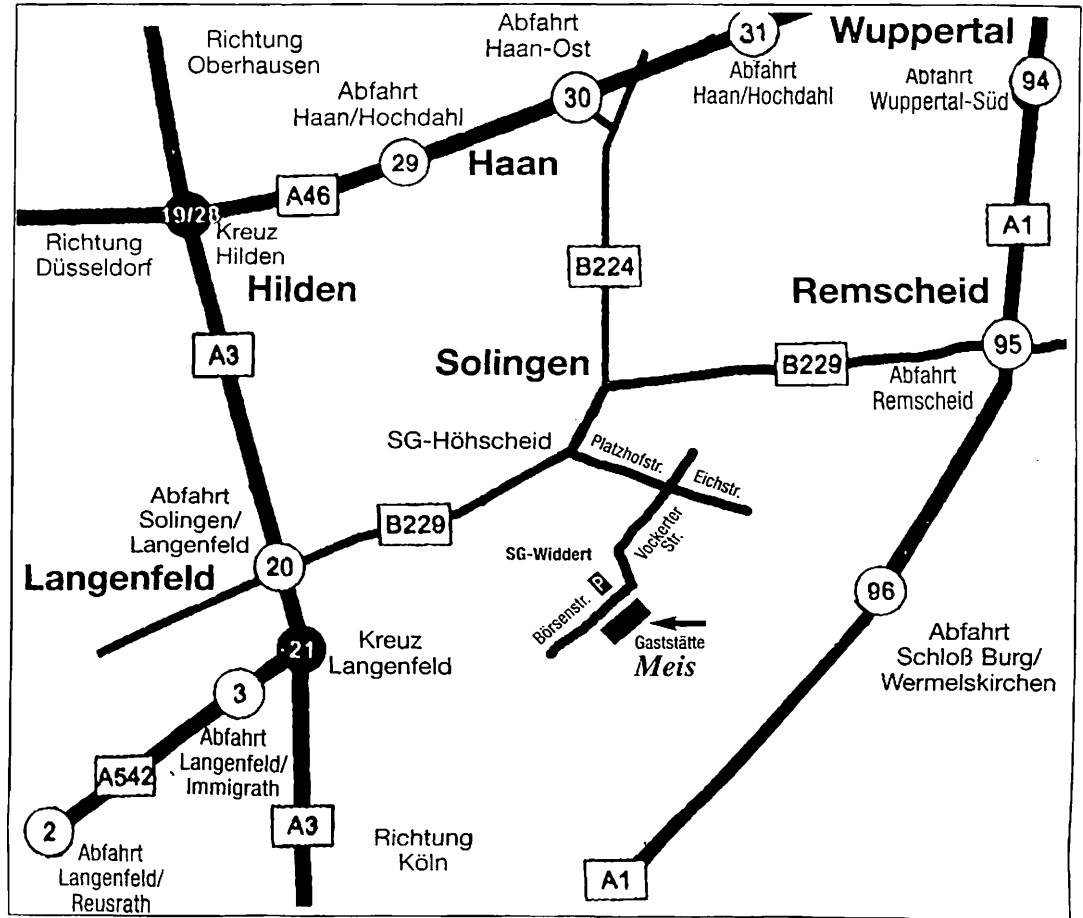 Richtung
Oberhausen
Abfahrt
Haan-Ost
31
Wuppertal
Abfahrt
Haan/Hochdahl
30
Abfahrt
Haan/Hochdahl
Abfahrt
Wuppertal-Süd
94
29
Haan
A46
19/28
Kreuz
Hilden
Richtung
Düsseldorf
A1
B224
Hilden
Remscheid
A3
Solingen
B229
95
Abfahrt
Remscheid
SG-Höhscheid
Platzhofstr.
Eichstr.
Abfahrt
Solingen/
Langenfeld
B229
Vockerter
Str.
SG-Widdert
20
Langenfeld
P
Börsenstr.
96
Gaststätte
Meis
21
Kreuz
Langenfeld
Abfahrt
Schloß Burg/
Wermelskirchen
3
Abfahrt
Langenfeld/
Immigrath
A542
2
A3
Richtung
Köln
Abfahrt
Langenfeld/
Reusrath
A1